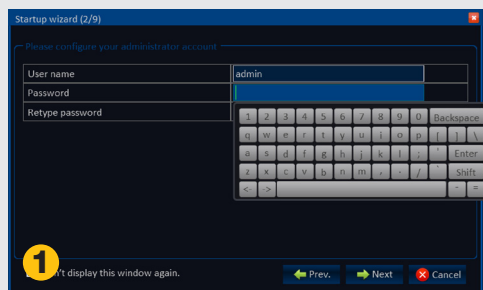 Startup wizard (2/9)
Please configure your administrator account
User name admin
Password
Retype password
1 2 3 4 5 6 7 8 9 0 Backspace
q w e r t y u i o p [ ] \
a s d f g h j k l ; ' Enter
z x c v b n m , . / ` Shift
<- -> - =
1 't display this window again.
Prev. Next Cancel